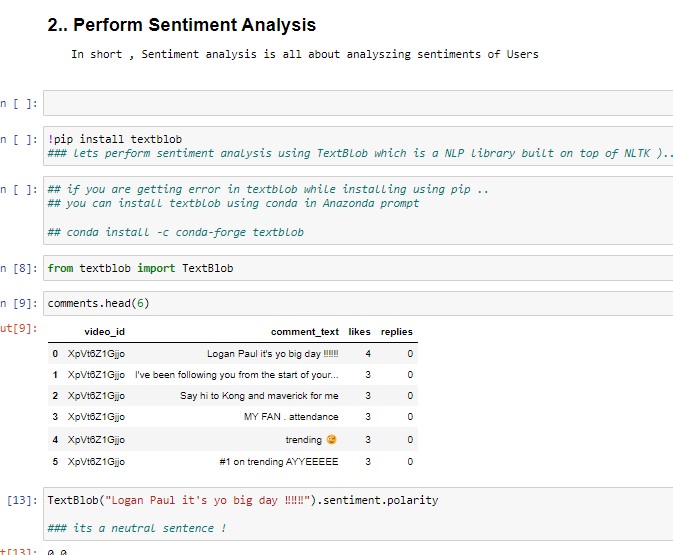 2.. Perform Sentiment Analysis
In short , Sentiment analysis is all about analyszing sentiments of Users
n [ ]:
n [ ]: !pip install textblob
### lets perform sentiment analysis using TextBlob which is a NLP library built on top of NLTK )..
n [ ]: ## if you are getting error in textblob while installing using pip ..
## you can install textblob using conda in Anazonda prompt
## conda install -c conda-forge textblob
n [8]: from textblob import TextBlob
n [9]: comments.head(6)
ut[9]:
video_id comment_text likes replies
0 XpVt6Z1Gjjo Logan Paul it's yo big day ‼️‼️‼️ 4 0
1 XpVt6Z1Gjjo I've been following you from the start of your... 3 0
2 XpVt6Z1Gjjo Say hi to Kong and maverick for me 3 0
3 XpVt6Z1Gjjo MY FAN . attendance 3 0
4 XpVt6Z1Gjjo trending 😉 3 0
5 XpVt6Z1Gjjo #1 on trending AYYEEEEE 3 0
[13]: TextBlob("Logan Paul it's yo big day ‼️‼️‼️").sentiment.polarity
### its a neutral sentence !
t[13]: 0.0